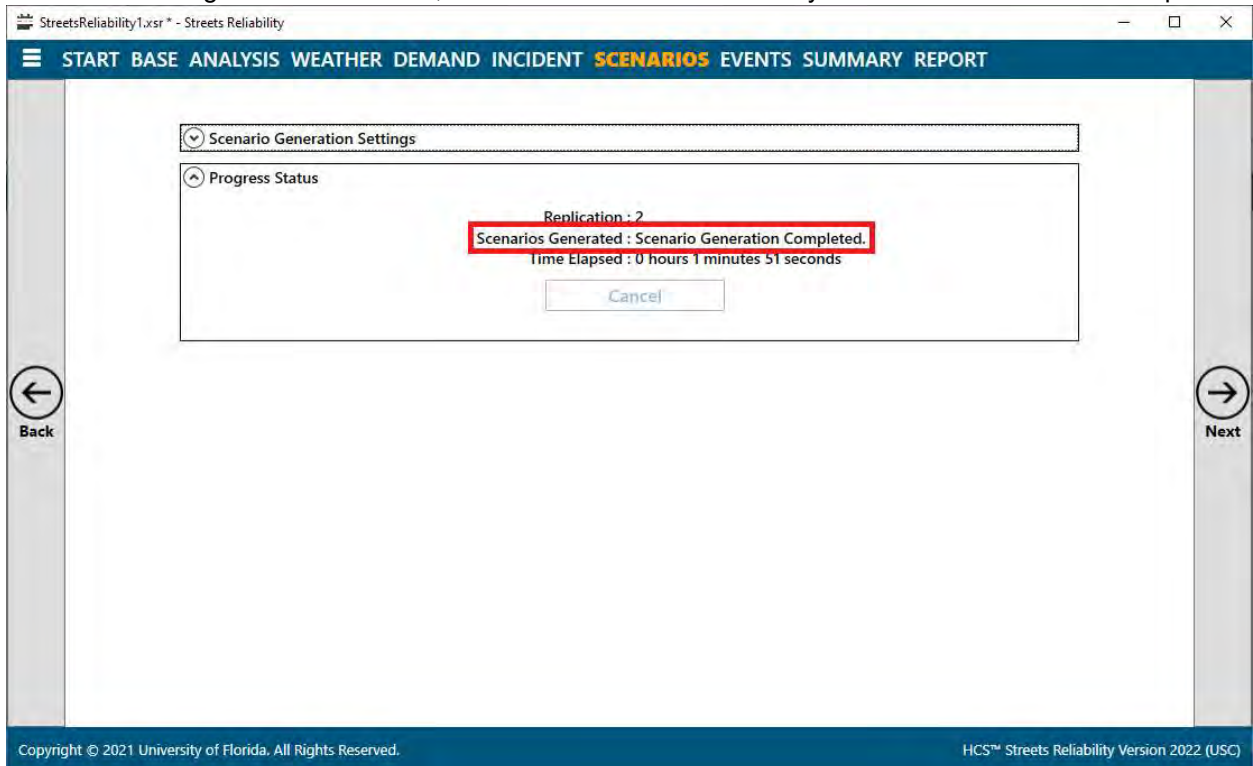 StreetsReliability1.xsr * - Streets Reliability
START BASE ANALYSIS WEATHER DEMAND INCIDENT SCENARIOS EVENTS SUMMARY REPORT
Scenario Generation Settings
Progress Status
Replication : 2
Scenarios Generated : Scenario Generation Completed.
Time Elapsed : 0 hours 1 minutes 51 seconds
Cancel
Back
Next
Copyright © 2021 University of Florida. All Rights Reserved.
HCS™ Streets Reliability Version 2022 (USC)